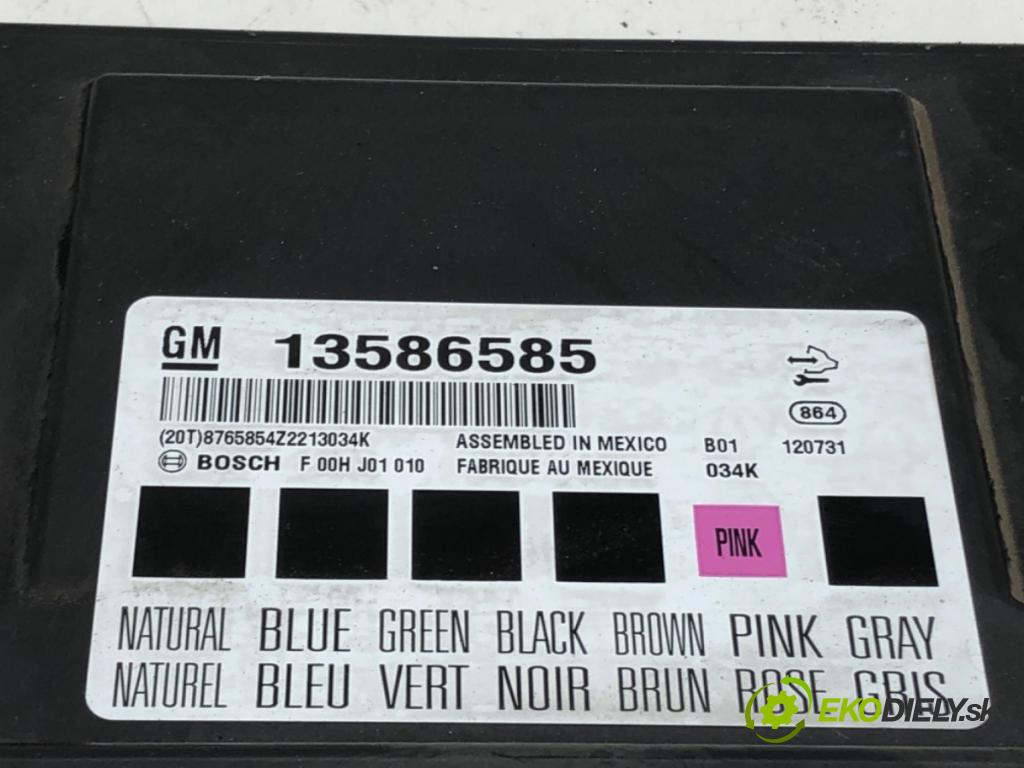 GM 13586585
864
(20T)8765854Z2213034K ASSEMBLED IN MEXICO B01 120731
BOSCH F 00H J01 010 FABRIQUE AU MEXIQUE 034K
PINK
NATURAL BLUE GREEN BLACK BROWN PINK GRAY
NATUREL BLEU VERT NOIR BRUN ROSE GRIS
EKODIELY.sk